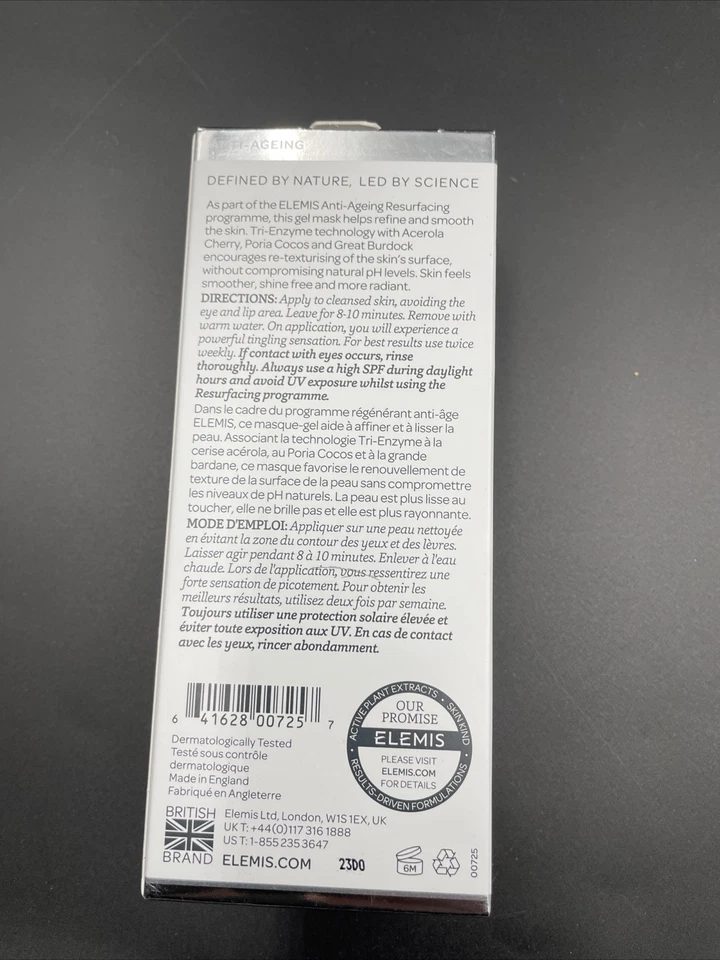 TI-AGEING
DEFINED BY NATURE, LED BY SCIENCE
As part of the ELEMIS Anti-Ageing Resurfacing
programme, this gel mask helps refine and smooth
the skin. Tri-Enzyme technology with Acerola
Cherry, Poria Cocos and Great Burdock
encourages re-texturising of the skin's surface,
without compromising natural pH levels. Skin feels
smoother, shine free and more radiant.
DIRECTIONS: Apply to cleansed skin, avoiding the
eye and lip area. Leave for 8-10 minutes. Remove with
warm water. On application, you will experience a
powerful tingling sensation. For best results use twice
weekly. If contact with eyes occurs, rinse
thoroughly. Always use a high SPF during daylight
hours and avoid UV exposure whilst using the
Resurfacing programme.
Dans le cadre du programme régénérant anti-âge
ELEMIS, ce masque-gel aide à affiner et à lisser la
peau. Associant la technologie Tri-Enzyme à la
cerise acérola, au Poria Cocos et à la grande
bardane, ce masque favorise le renouvellement de
texture de la surface de la peau sans compromettre
les niveaux de pH naturels. La peau est plus lisse au
toucher, elle ne brille pas et elle est plus rayonnante.
MODE D'EMPLOI: Appliquer sur une peau nettoyée
en évitant la zone du contour des yeux et des lèvres.
Laisser agir pendant 8 à 10 minutes. Enlever à l'eau
chaude. Lors de l'application, vous ressentirez une
forte sensation de picotement. Pour obtenir les
meilleurs résultats, utilisez deux fois par semaine.
Toujours utiliser une protection solaire élevée et
éviter toute exposition aux UV. En cas de contact
avec les yeux, rincer abondamment.
6 41628 00725 7
Dermatologically Tested
Testé sous contrôle
dermatologique
Made in England
Fabriqué en Angleterre
ACTIVE PLANT EXTRACTS • SKIN KIND
OUR
PROMISE
ELEMIS
PLEASE VISIT
ELEMIS.COM
FOR DETAILS
• RESULTS-DRIVEN FORMULATIONS •
BRITISH
BRAND
Elemis Ltd, London, W1S 1EX, UK
UK T: +44(0)117 316 1888
US T: 1-855 235 3647
ELEMIS.COM
23D0
6M
00725